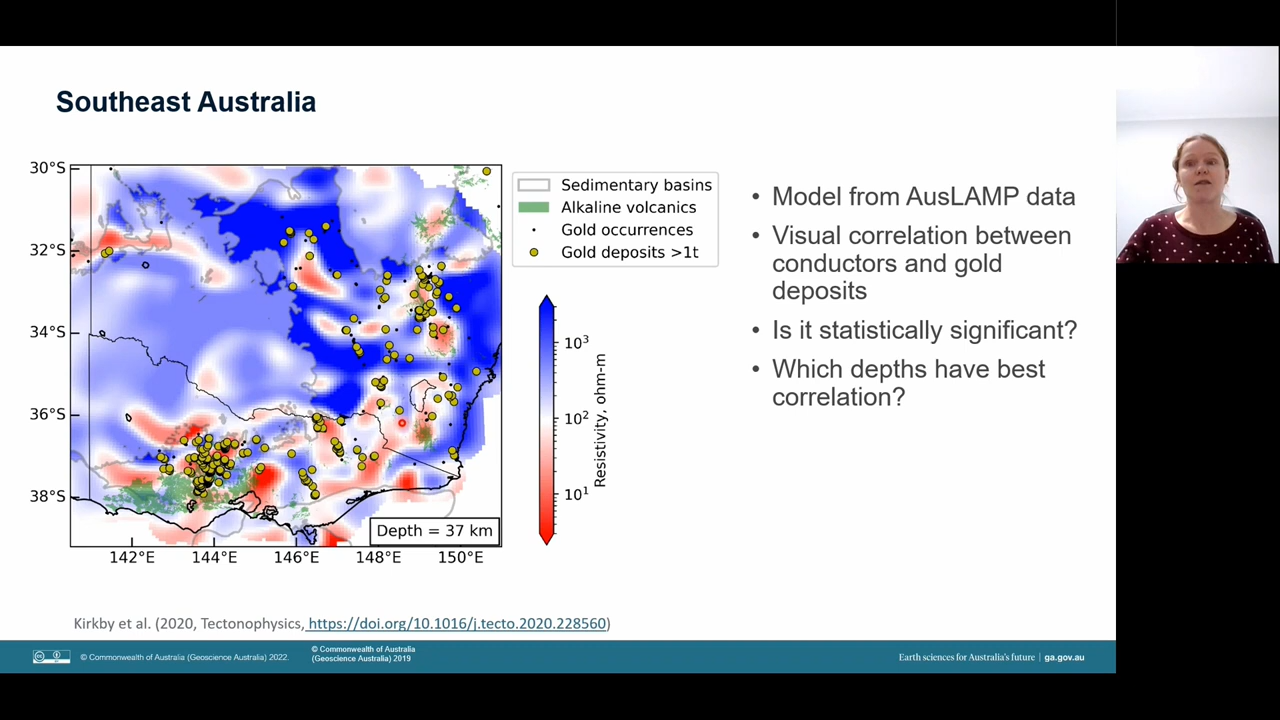 Southeast Australia
30°S
32°S
34°S
36°S
38°S
142°E 144°E 146°E 148°E 150°E
Depth = 37 km
Sedimentary basins
Alkaline volcanics
Gold occurrences
Gold deposits >1t
10³
10²
10¹
Resistivity, ohm-m
• Model from AusLAMP data
• Visual correlation between
conductors and gold
deposits
• Is it statistically significant?
• Which depths have best
correlation?
Kirkby et al. (2020, Tectonophysics, https://doi.org/10.1016/j.tecto.2020.228560)
© Commonwealth of Australia (Geoscience Australia) 2022.
© Commonwealth of Australia
(Geoscience Australia) 2019
Earth sciences for Australia's future | ga.gov.au